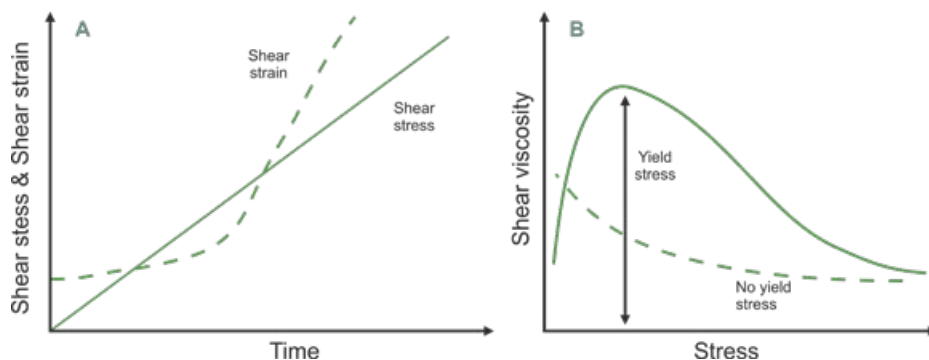 A
Shear stess & Shear strain
Shear
strain
Shear
stress
Time
B
Shear viscosity
Yield
stress
No yield
stress
Stress